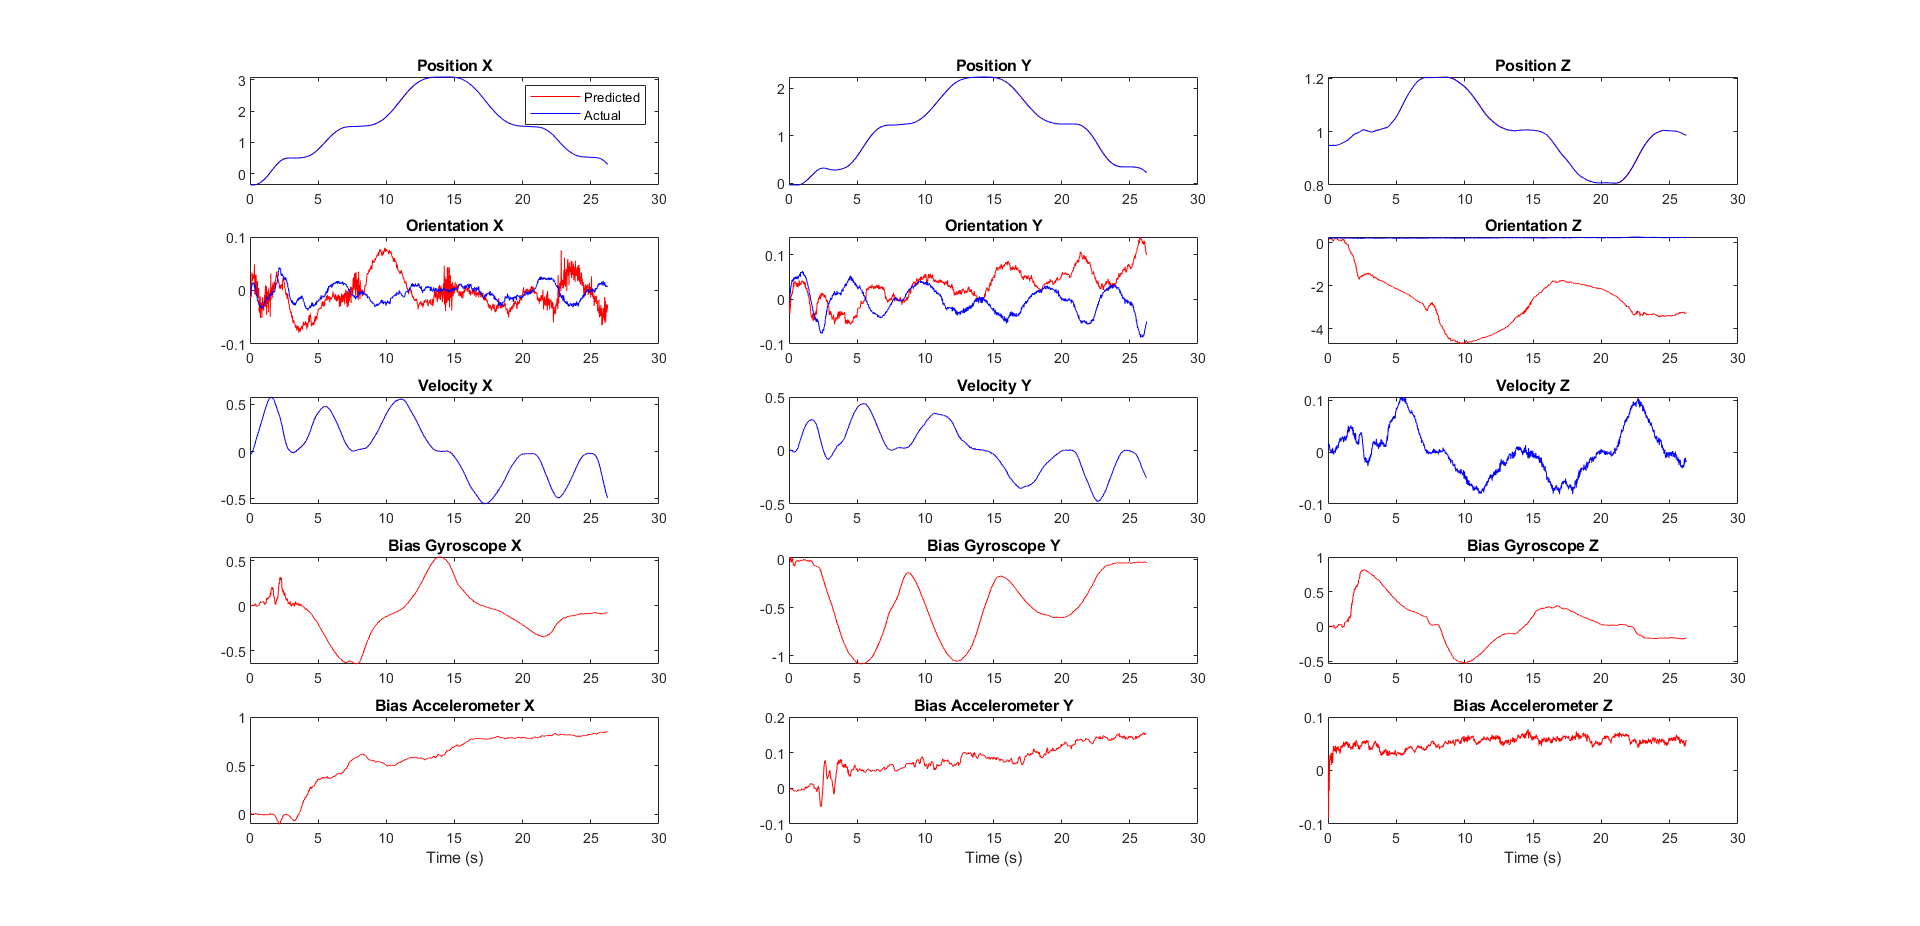 Position X Position Y Position Z
3 2 1.2
Predicted
Actual
2 1 1
1
0 0 0.8
0 5 10 15 20 25 30 0 5 10 15 20 25 30 0 5 10 15 20 25 30
Orientation X Orientation Y Orientation Z
0.1 0.1 0
0 0 -2
-0.1 -0.1 -4
0 5 10 15 20 25 30 0 5 10 15 20 25 30 0 5 10 15 20 25 30
Velocity X Velocity Y Velocity Z
0.5 0.5 0.1
0 0 0
-0.5 -0.5 -0.1
0 5 10 15 20 25 30 0 5 10 15 20 25 30 0 5 10 15 20 25 30
Bias Gyroscope X Bias Gyroscope Y Bias Gyroscope Z
0.5 0 1
0 -0.5 0.5
-0.5 -1 0
-0.5
0 5 10 15 20 25 30 0 5 10 15 20 25 30 0 5 10 15 20 25 30
Bias Accelerometer X Bias Accelerometer Y Bias Accelerometer Z
1 0.2 0.1
0.5 0.1 0
0 0 -0.1
-0.1
0 5 10 15 20 25 30 0 5 10 15 20 25 30 0 5 10 15 20 25 30
Time (s) Time (s) Time (s)